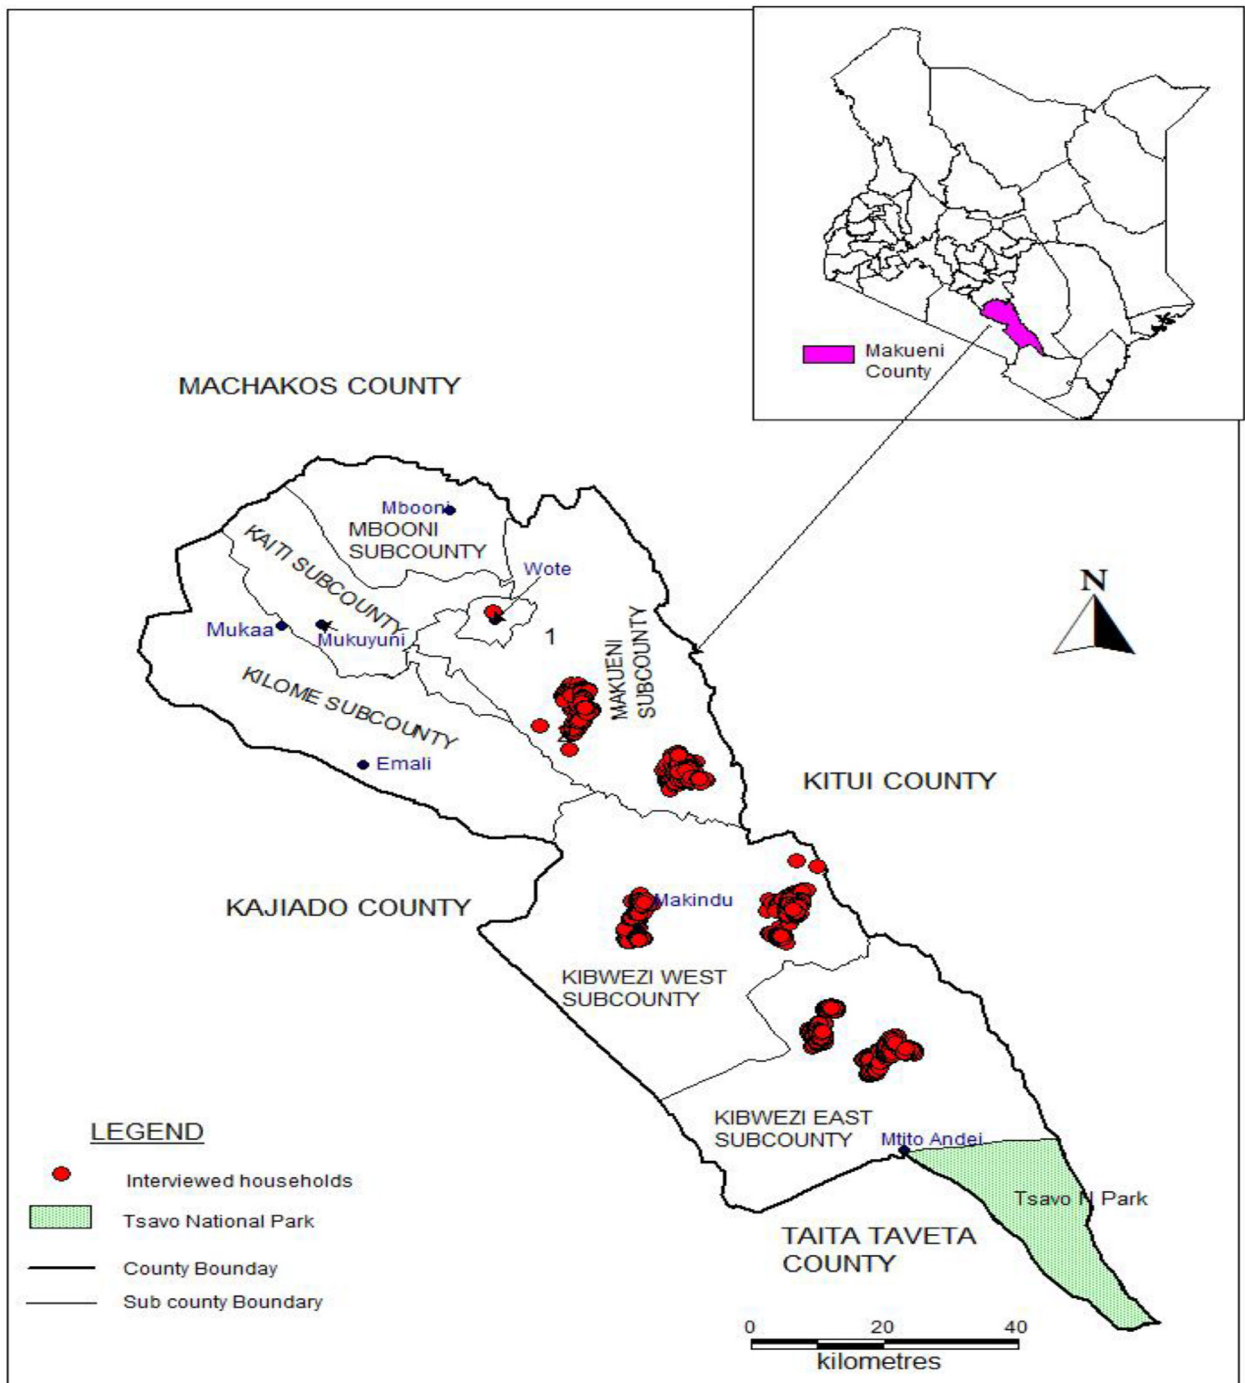 Makueni
County
MACHAKOS COUNTY
Mbooni
MBOONI
SUBCOUNTY
KAITI SUBCOUNTY
Wote
N
Mukaa
Mukuyuni
1
MAKUENI
SUBCOUNTY
KILOME SUBCOUNTY
Emali
KITUI COUNTY
KAJIADO COUNTY
Makindu
KIBWEZI WEST
SUBCOUNTY
KIBWEZI EAST
SUBCOUNTY
Mtito Andei
LEGEND
Interviewed households
Tsavo National Park
County Bounday
Sub county Boundary
Tsavo N Park
TAITA TAVETA
COUNTY
0 20 40
kilometres